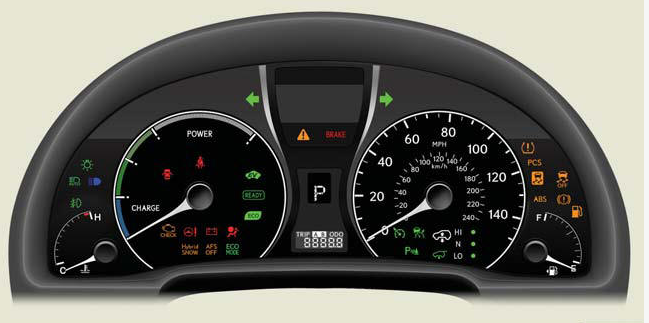 POWER
CHARGE
EV
READY
ECO
CHECK
Hybrid
SNOW
AFS
OFF
ECO
MODE
H
C
BRAKE
P
TRIP A B ODO
88888
0
20
40
60
80
100
120
140
MPH
km/h
20
40
60
80
100
120
140
160
180
200
220
240
HI
N
LO
P
PCS
OFF
ABS
F
E